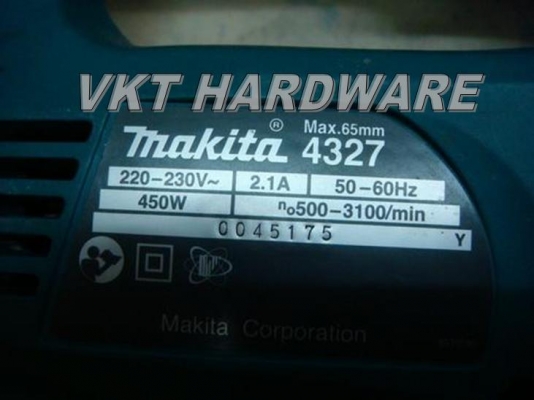 VKT HARDWARE
makita ® Max.65mm 4327
220-230V~ 2.1A 50-60Hz
450W no500-3100/min
0045175 Y
Makita Corporation